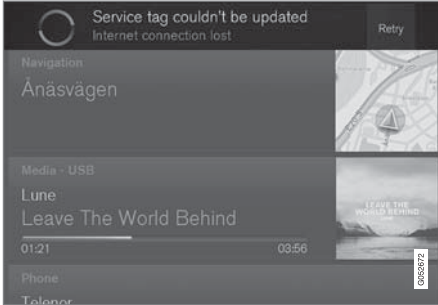 Service tag couldn't be updated
Internet connection lost
Retry
Navigation
Ånäsvägen
Media - USB
Lune
Leave The World Behind
01:21
03:56
LEAVE THE
WORLD BEHIND
Phone
Telenor
G052672